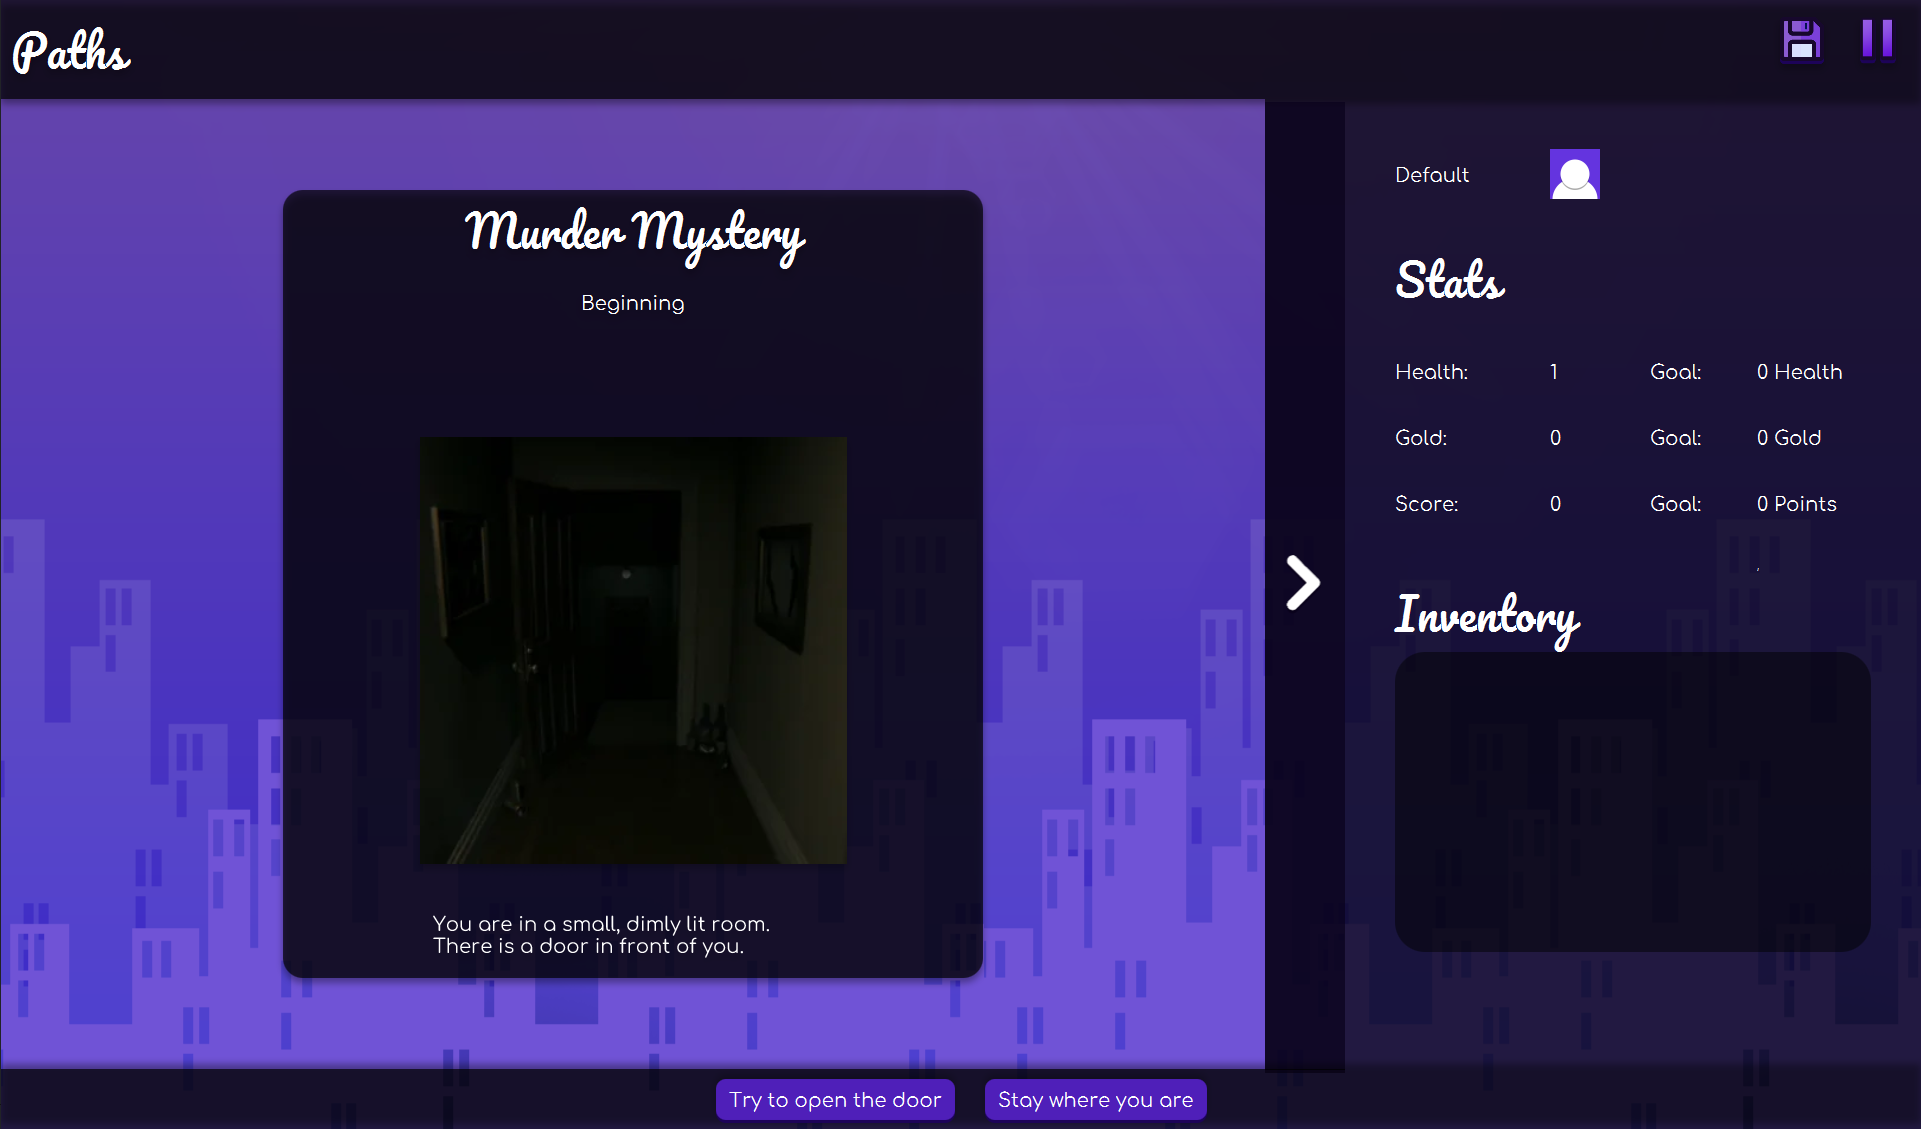 Paths
Murder Mystery
Beginning
You are in a small, dimly lit room.
There is a door in front of you.
Try to open the door
Stay where you are
Default
Stats
Health: 1 Goal: 0 Health
Gold: 0 Goal: 0 Gold
Score: 0 Goal: 0 Points
Inventory